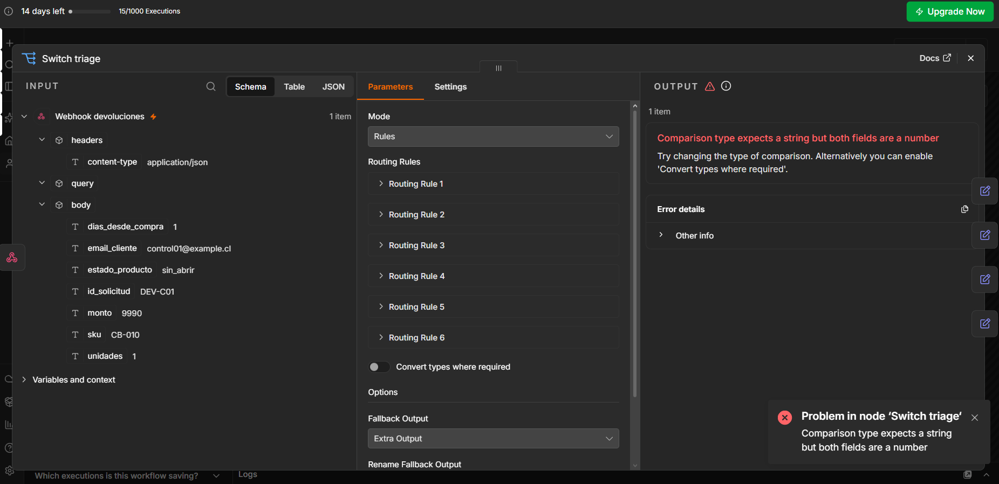 14 days left
15/1000 Executions
Upgrade Now
Switch triage
Docs
INPUT
Schema
Table
JSON
Parameters
Settings
OUTPUT
Webhook devoluciones
1 item
headers
content-type application/json
query
body
dias_desde_compra 1
email_cliente control01@example.cl
estado_producto sin_abrir
id_solicitud DEV-C01
monto 9990
sku CB-010
unidades 1
Variables and context
Mode
Rules
Routing Rules
Routing Rule 1
Routing Rule 2
Routing Rule 3
Routing Rule 4
Routing Rule 5
Routing Rule 6
Convert types where required
Options
Fallback Output
Extra Output
Rename Fallback Output
1 item
Comparison type expects a string but both fields are a number
Try changing the type of comparison. Alternatively you can enable
'Convert types where required'.
Error details
Other info
Problem in node ‘Switch triage‘
Comparison type expects a string
but both fields are a number
Which executions is this workflow saving?
Logs